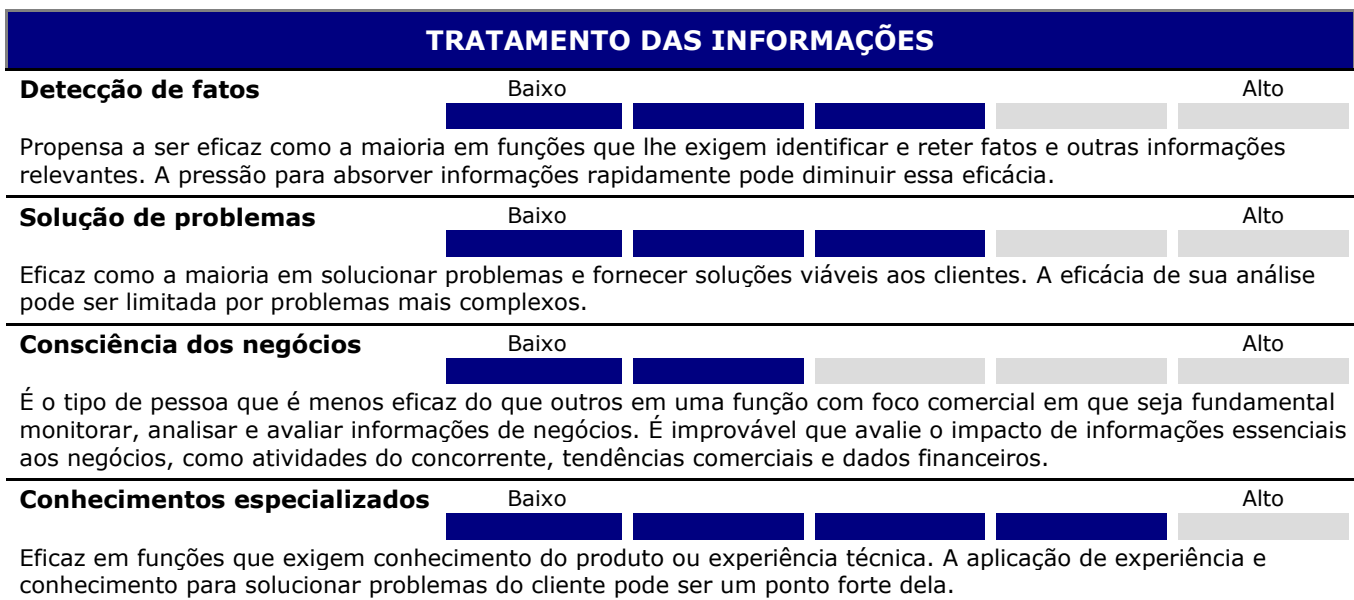 TRATAMENTO DAS INFORMAÇÕES
Detecção de fatos Baixo Alto
Propensa a ser eficaz como a maioria em funções que lhe exigem identificar e reter fatos e outras informações
relevantes. A pressão para absorver informações rapidamente pode diminuir essa eficácia.
Solução de problemas Baixo Alto
Eficaz como a maioria em solucionar problemas e fornecer soluções viáveis aos clientes. A eficácia de sua análise
pode ser limitada por problemas mais complexos.
Consciência dos negócios Baixo Alto
É o tipo de pessoa que é menos eficaz do que outros em uma função com foco comercial em que seja fundamental
monitorar, analisar e avaliar informações de negócios. É improvável que avalie o impacto de informações essenciais
aos negócios, como atividades do concorrente, tendências comerciais e dados financeiros.
Conhecimentos especializados Baixo Alto
Eficaz em funções que exigem conhecimento do produto ou experiência técnica. A aplicação de experiência e
conhecimento para solucionar problemas do cliente pode ser um ponto forte dela.